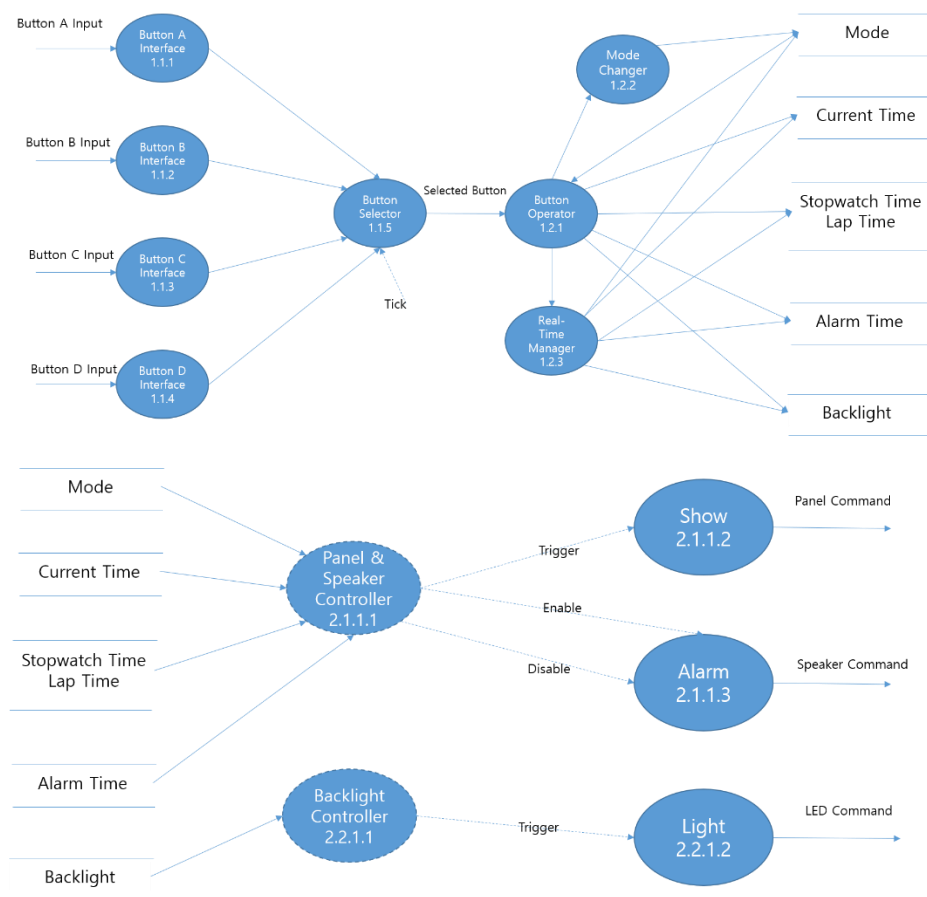 Button A Input
Button A
Interface
1.1.1
Button B Input
Button B
Interface
1.1.2
Button C Input
Button C
Interface
1.1.3
Button D Input
Button D
Interface
1.1.4
Button
Selector
1.1.5
Tick
Selected Button
Mode
Changer
1.2.2
Button
Operator
1.2.1
Real-
Time
Manager
1.2.3
Mode
Current Time
Stopwatch Time
Lap Time
Alarm Time
Backlight
Mode
Current Time
Stopwatch Time
Lap Time
Alarm Time
Backlight
Panel &
Speaker
Controller
2.1.1.1
Backlight
Controller
2.2.1.1
Trigger
Enable
Disable
Trigger
Show
2.1.1.2
Panel Command
Alarm
2.1.1.3
Speaker Command
Light
2.2.1.2
LED Command